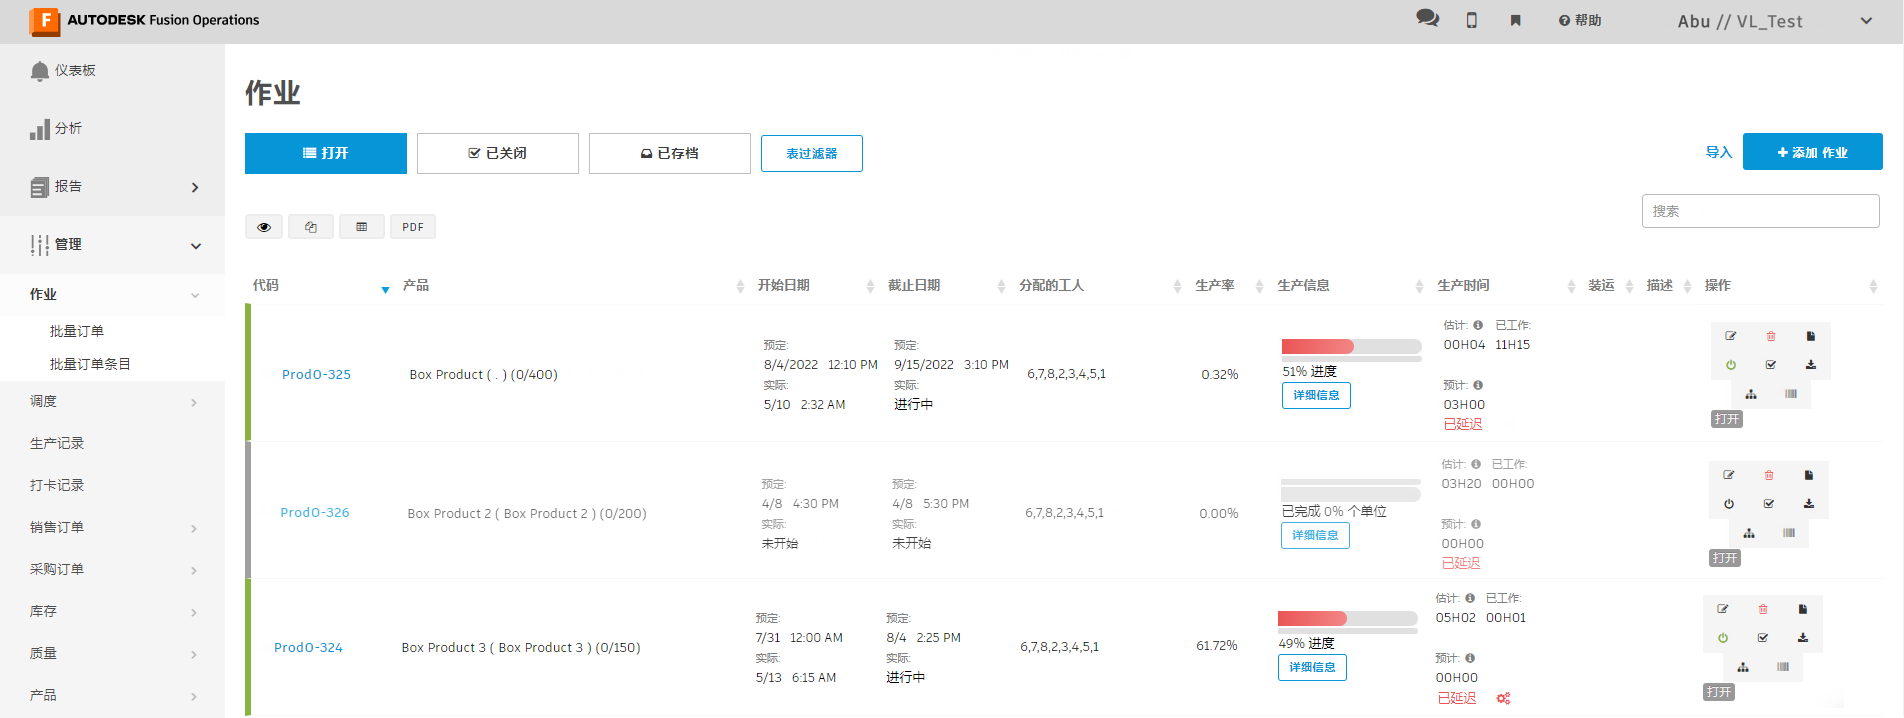 AUTODESK Fusion Operations
帮助
Abu // VL_Test
仪表板
分析
报告
管理
作业
批量订单
批量订单条目
调度
生产记录
打卡记录
销售订单
采购订单
库存
质量
产品
作业
打开
已关闭
已存档
表过滤器
导入
+ 添加 作业
搜索
PDF
代码 产品 开始日期 截止日期 分配的工人 生产率 生产信息 生产时间 装运 描述 操作
ProdO-325
Box Product ( . ) (0/400)
预定:
8/4/2022 12:10 PM
实际:
5/10 2:32 AM
预定:
9/15/2022 3:10 PM
实际:
进行中
6,7,8,2,3,4,5,1
0.32%
51% 进度
详细信息
估计: 已工作:
00H04 11H15
预计:
03H00
已延迟
打开
ProdO-326
Box Product 2 ( Box Product 2 ) (0/200)
预定:
4/8 4:30 PM
实际:
未开始
预定:
4/8 5:30 PM
实际:
未开始
6,7,8,2,3,4,5,1
0.00%
已完成 0% 个单位
详细信息
估计: 已工作:
03H20 00H00
预计:
00H00
已延迟
打开
ProdO-324
Box Product 3 ( Box Product 3 ) (0/150)
预定:
7/31 12:00 AM
实际:
5/13 6:15 AM
预定:
8/4 2:25 PM
实际:
进行中
6,7,8,2,3,4,5,1
61.72%
49% 进度
详细信息
估计: 已工作:
05H02 00H01
预计:
00H00
已延迟
打开